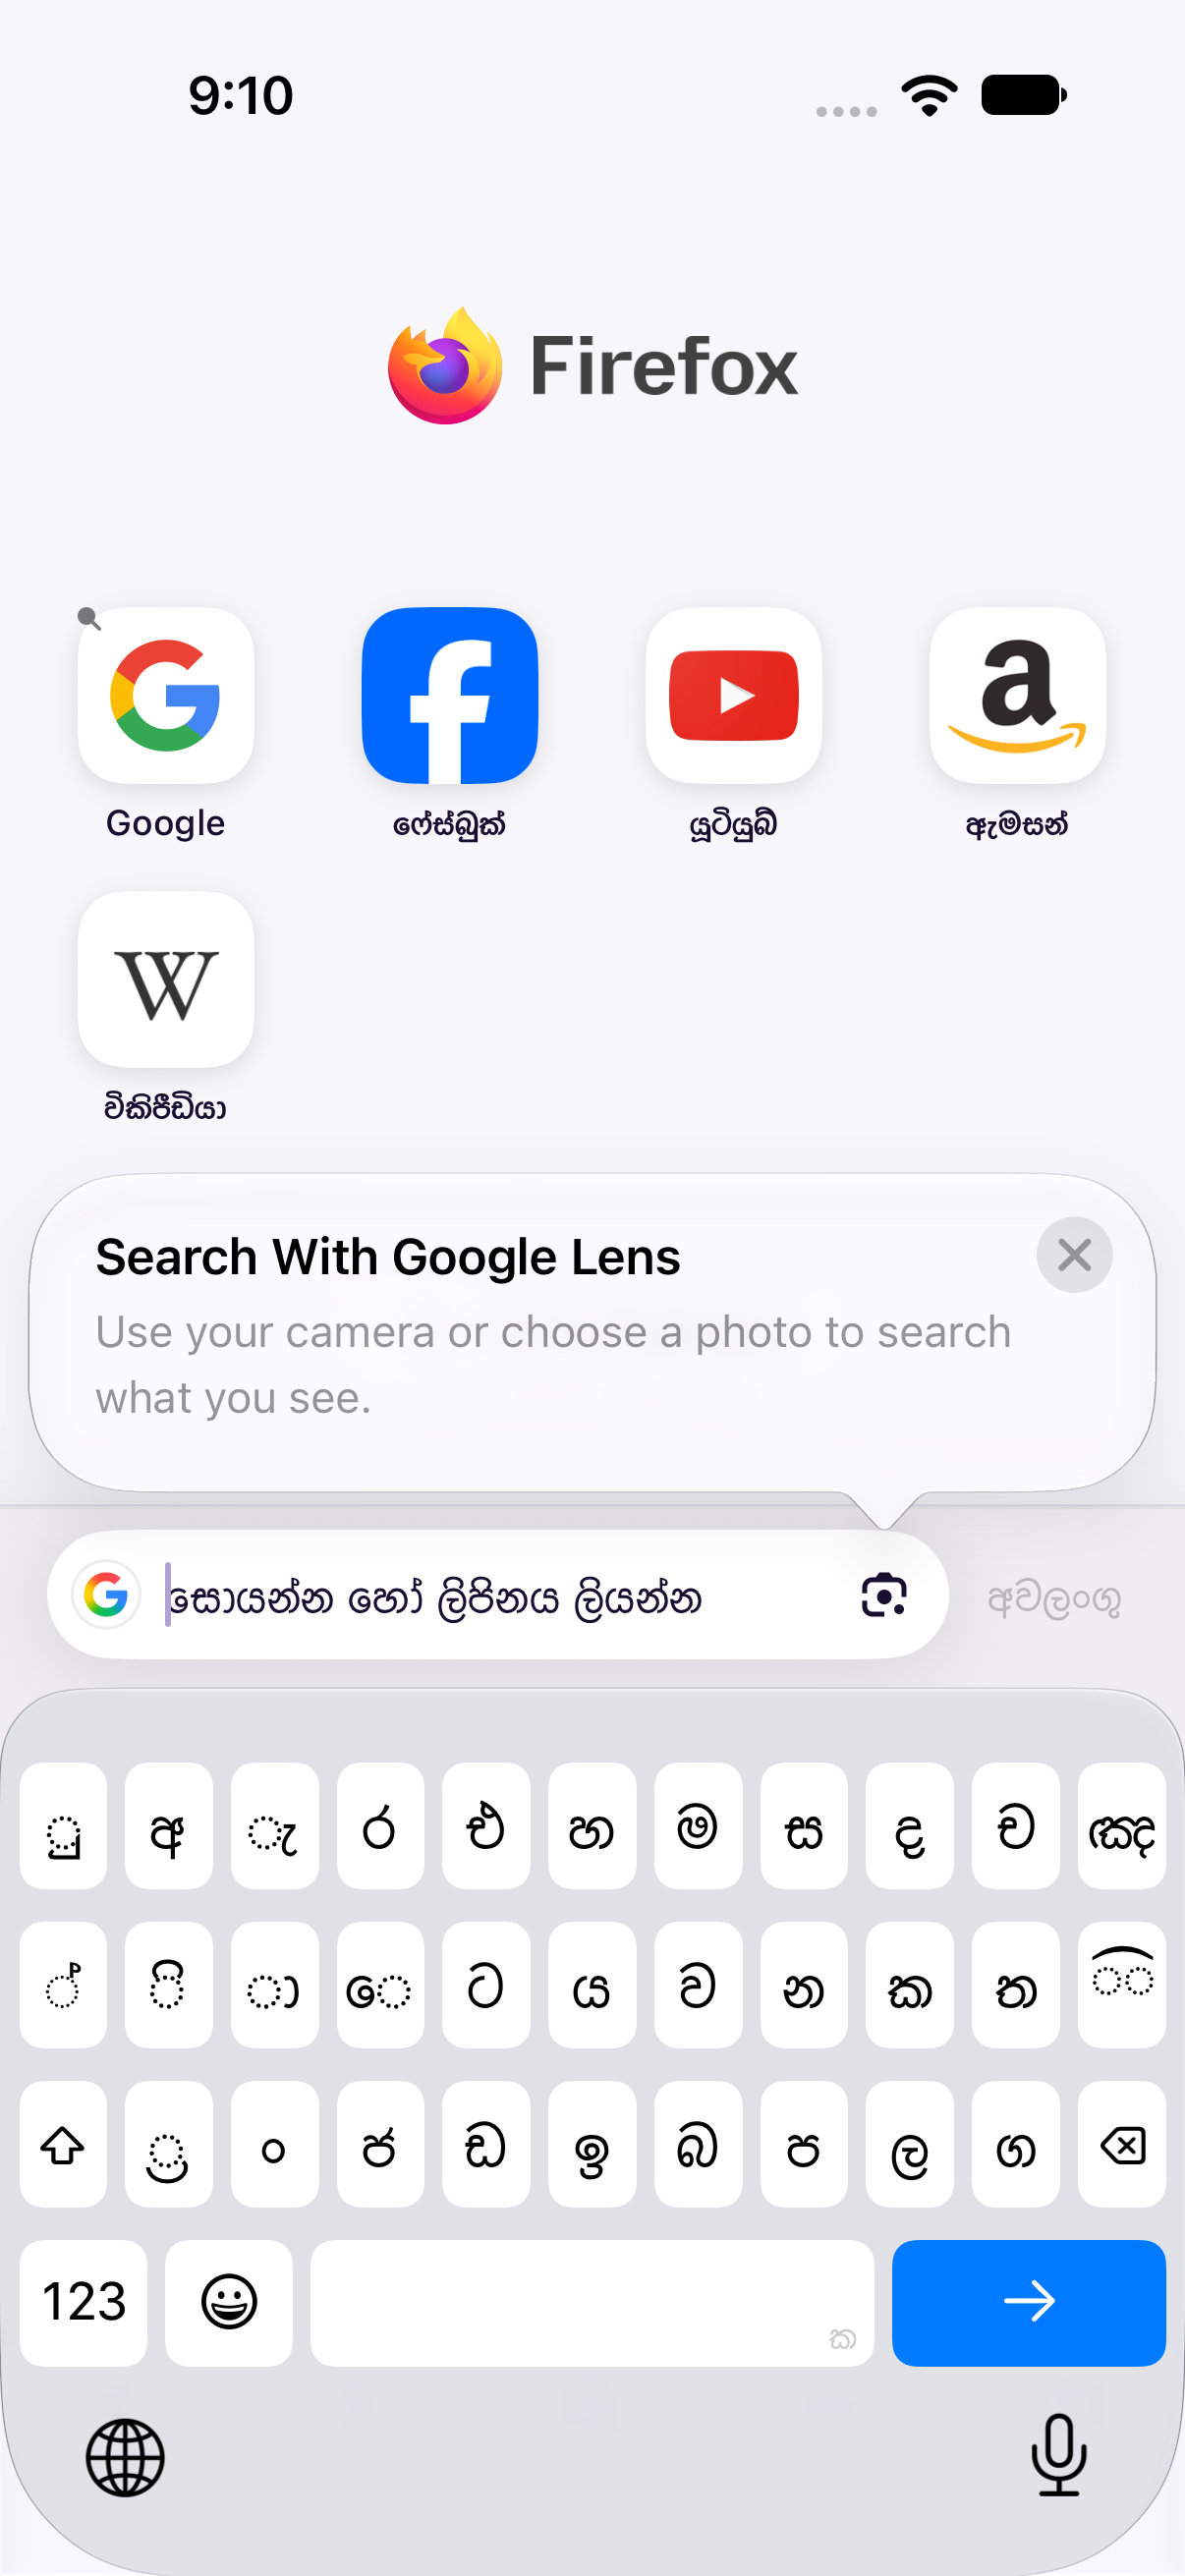 9:10
Firefox
Google
ෆේස්බුක්
යූටියුබ්
ඇමසන්
විකිපීඩියා
Search With Google Lens
Use your camera or choose a photo to search
what you see.
සොයන්න හෝ ලිපිනය ලියන්න
අවලංගු
ු අ ැ ර එ හ ම ස ද ච ඤ
් ි ා ෙ ට ය ව න ක ත
ූ ං ජ ඩ ඉ බ ප ල ග
123
ක